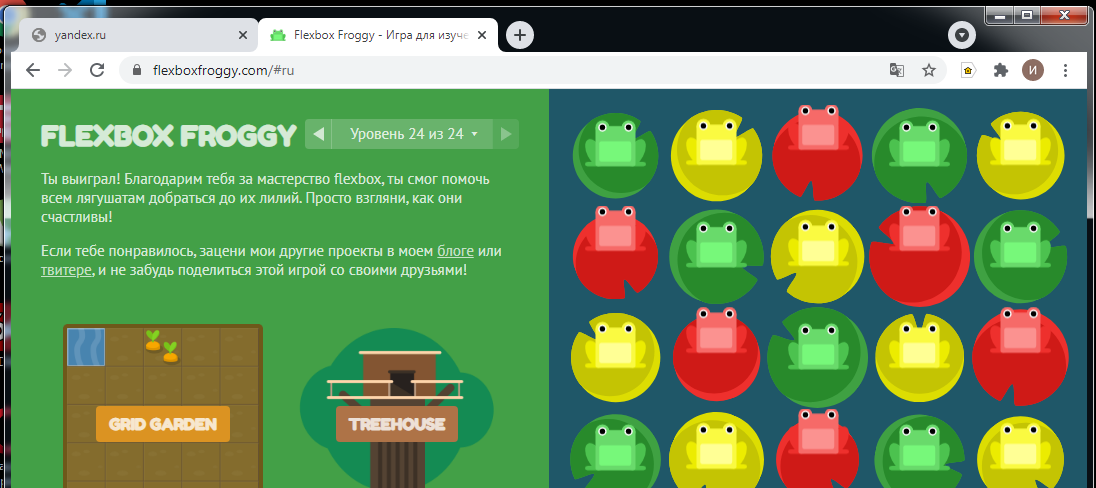 yandex.ru
Flexbox Froggy - Игра для изуче
flexboxfroggy.com/#ru
И
FLEXBOX FROGGY
Уровень 24 из 24
Ты выиграл! Благодарим тебя за мастерство flexbox, ты смог помочь
всем лягушатам добраться до их лилий. Просто взгляни, как они
счастливы!
Если тебе понравилось, зацени мои другие проекты в моем блоге или
твитере, и не забудь поделиться этой игрой со своими друзьями!
GRID GARDEN
TREEHOUSE